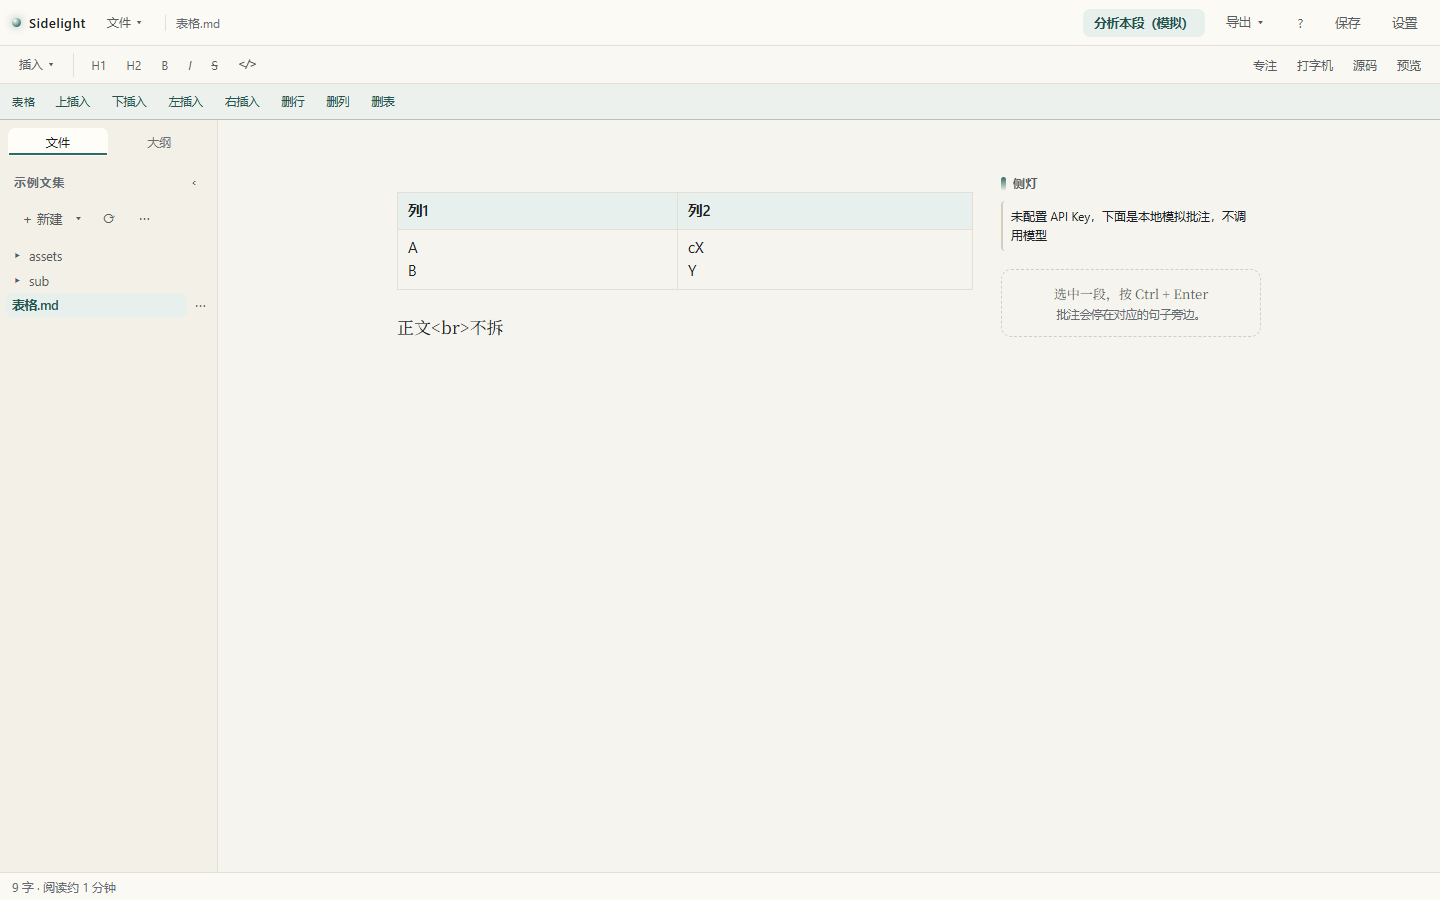 Sidelight 文件 表格.md 分析本段（模拟） 导出 ? 保存 设置
插入 H1 H2 B I S </> 专注 打字机 源码 预览
表格 上插入 下插入 左插入 右插入 删行 删列 删表
文件 大纲
示例文集 ‹
+ 新建 ···
assets
sub
表格.md ···
列1 列2
A cX
B Y
正文<br>不拆
侧灯
未配置 API Key，下面是本地模拟批注，不调
用模型
选中一段，按 Ctrl + Enter
批注会停在对应的句子旁边。
9 字 · 阅读约 1 分钟